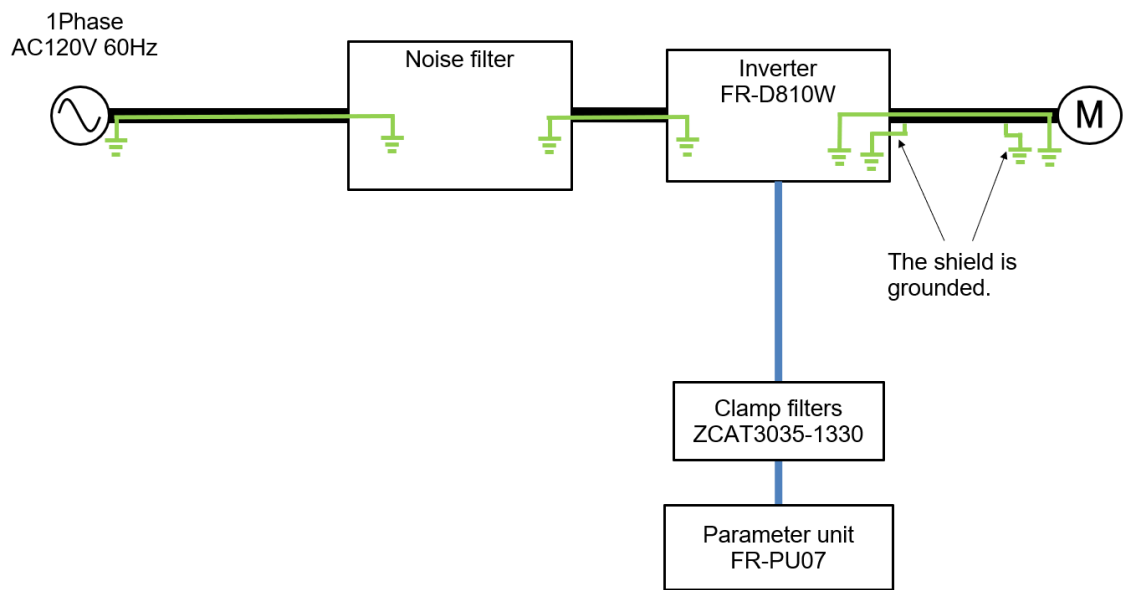 1Phase
AC120V 60Hz
Noise filter
Inverter
FR-D810W
M
The shield is
grounded.
Clamp filters
ZCAT3035-1330
Parameter unit
FR-PU07